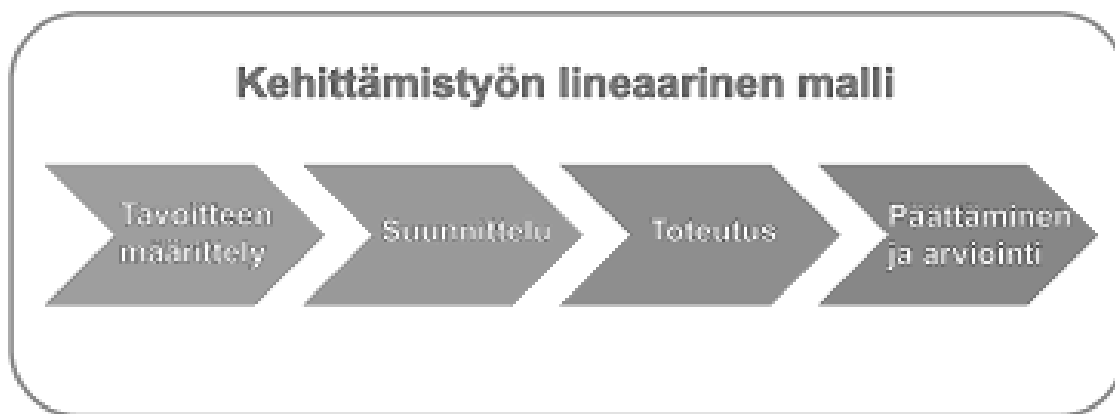 Kehittämistyön lineaarinen malli
Tavoitteen
määrittely
Suunnittelu
Toteutus
Päättäminen
ja arviointi